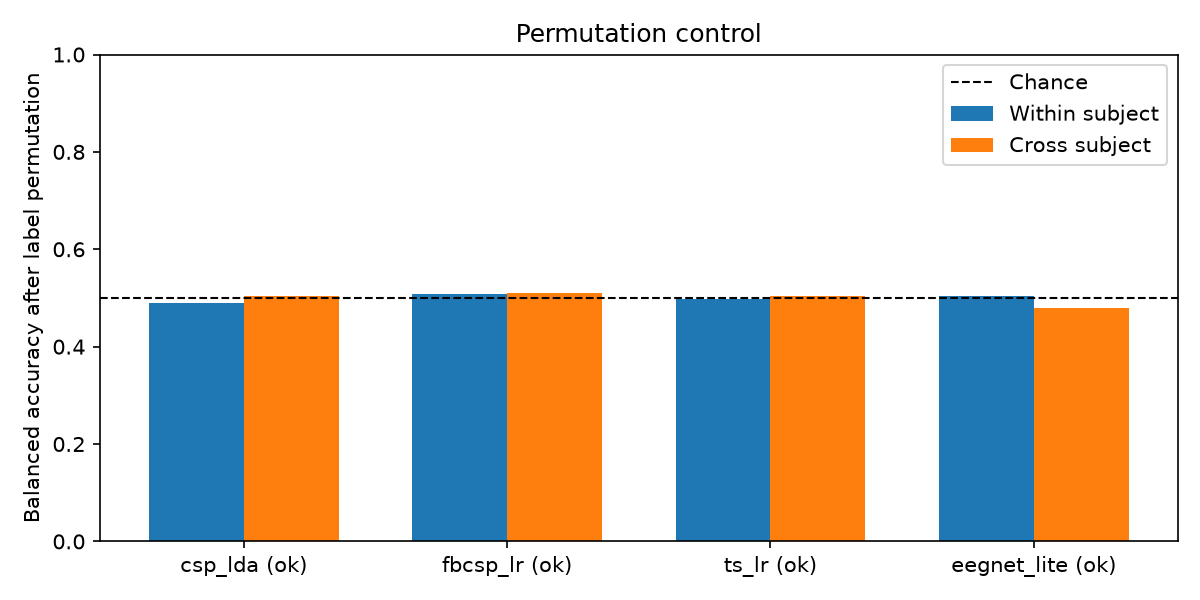 Permutation control
Balanced accuracy after label permutation
1.0
0.8
0.6
0.4
0.2
0.0
Chance
Within subject
Cross subject
csp_lda (ok)
fbcsp_lr (ok)
ts_lr (ok)
eegnet_lite (ok)